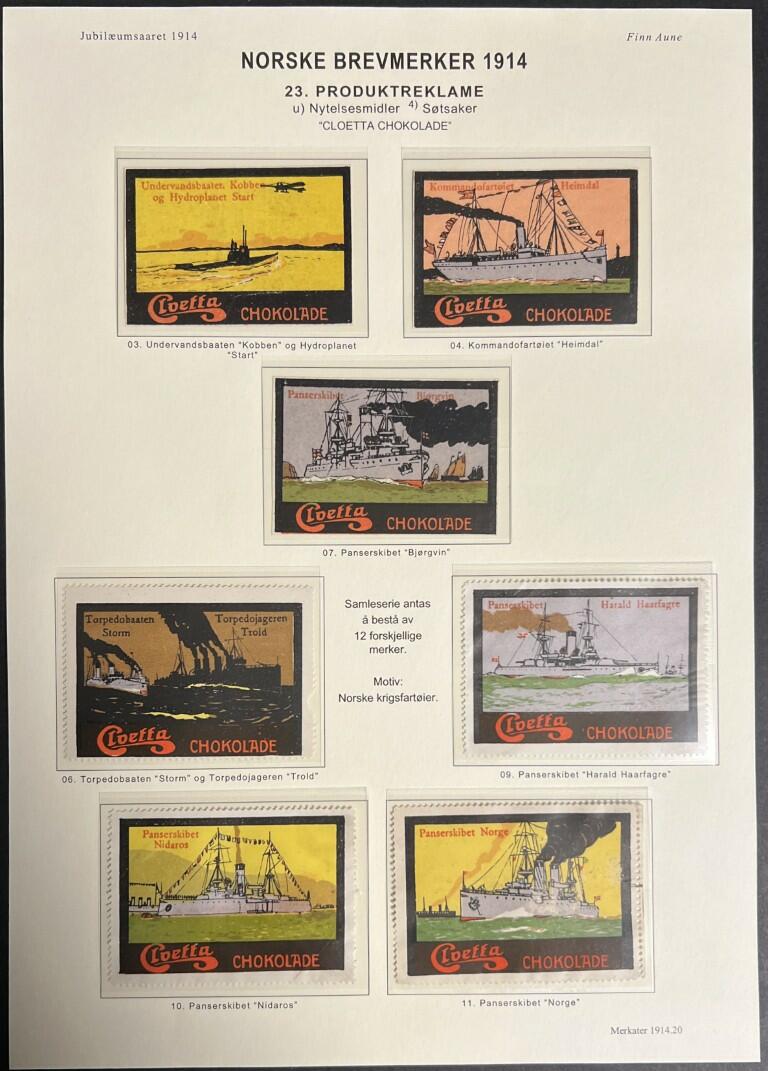 Jubilæumsaaret 1914
Finn Aune
NORSKE BREVMERKER 1914
23. PRODUKTREKLAME
u) Nytelsesmidler 4) Søtsaker
"CLOETTA CHOKOLADE"
Undervandsbaatet. Kobben
og Hydroplanet Start
Cloetta CHOKOLADE
03. Undervandsbaaten "Kobben" og Hydroplanet
"Start"
Kommandofartøiet Heimdal
Cloetta CHOKOLADE
04. Kommandofartøiet "Heimdal"
Panserskibet Bjørgvin
Cloetta CHOKOLADE
07. Panserskibet "Bjørgvin"
Torpedobaaten Torpedojageren
Storm Trold
Cloetta CHOKOLADE
06. Torpedobaaten "Storm" og Torpedojageren "Trold"
Samleserie antas
å bestå av
12 forskjellige
merker.
Motiv:
Norske krigsfartøier.
Panserskibet Harald Haarfagre
Cloetta CHOKOLADE
09. Panserskibet "Harald Haarfagre"
Panserskibet
Nidaros
Cloetta CHOKOLADE
10. Panserskibet "Nidaros"
Panserskibet Norge
Cloetta CHOKOLADE
11. Panserskibet "Norge"
Merkater 1914.20